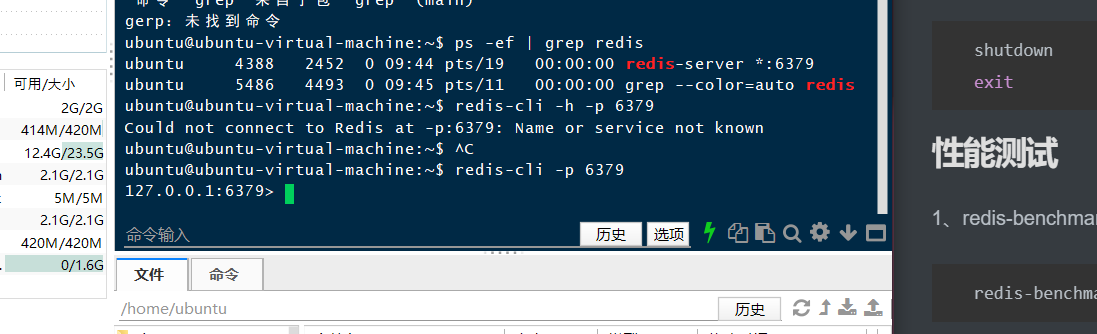 可用/大小
2G/2G
414M/420M
12.4G/23.5G
2.1G/2.1G
5M/5M
2.1G/2.1G
420M/420M
0/1.6G
gerp：未找到命令
ubuntu@ubuntu-virtual-machine:~$ ps -ef | grep redis
ubuntu 4388 2452 0 09:44 pts/19 00:00:00 redis-server *:6379
ubuntu 5486 4493 0 09:45 pts/11 00:00:00 grep --color=auto redis
ubuntu@ubuntu-virtual-machine:~$ redis-cli -h -p 6379
Could not connect to Redis at -p:6379: Name or service not known
ubuntu@ubuntu-virtual-machine:~$ ^C
ubuntu@ubuntu-virtual-machine:~$ redis-cli -p 6379
127.0.0.1:6379>
命令输入 历史 选项
文件 命令
/home/ubuntu 历史
shutdown
exit
性能测试
1、redis-benchmar
redis-benchma